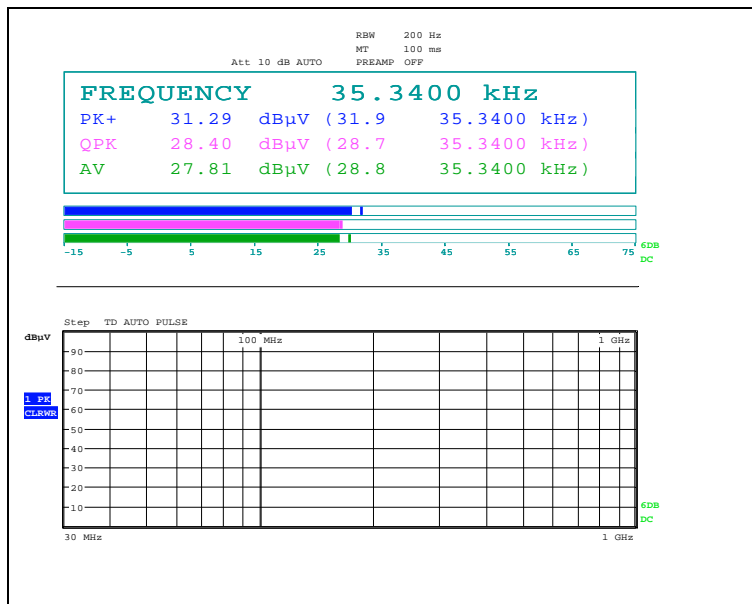 RBW 200 Hz
MT 100 ms
Att 10 dB AUTO PREAMP OFF
FREQUENCY 35.3400 kHz
PK+ 31.29 dBµV (31.9 35.3400 kHz)
QPK 28.40 dBµV (28.7 35.3400 kHz)
AV 27.81 dBµV (28.8 35.3400 kHz)
-15 -5 5 15 25 35 45 55 65 75
6DB
DC
Step TD AUTO PULSE
dBµV
100 MHz 1 GHz
90
80
70
1 PK
CLRWR
60
50
40
30
20
10
6DB
DC
30 MHz 1 GHz